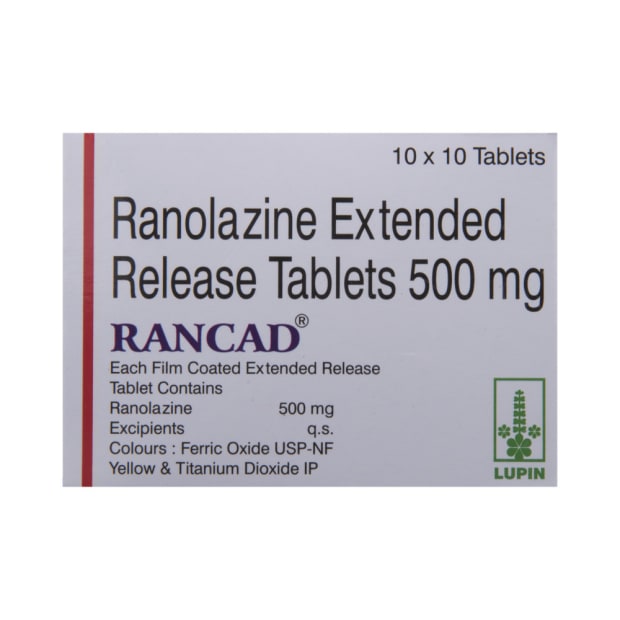 10 x 10 Tablets
Ranolazine Extended
Release Tablets 500 mg
RANCAD®
Each Film Coated Extended Release
Tablet Contains
Ranolazine 500 mg
Excipients q.s.
Colours : Ferric Oxide USP-NF
Yellow & Titanium Dioxide IP
LUPIN